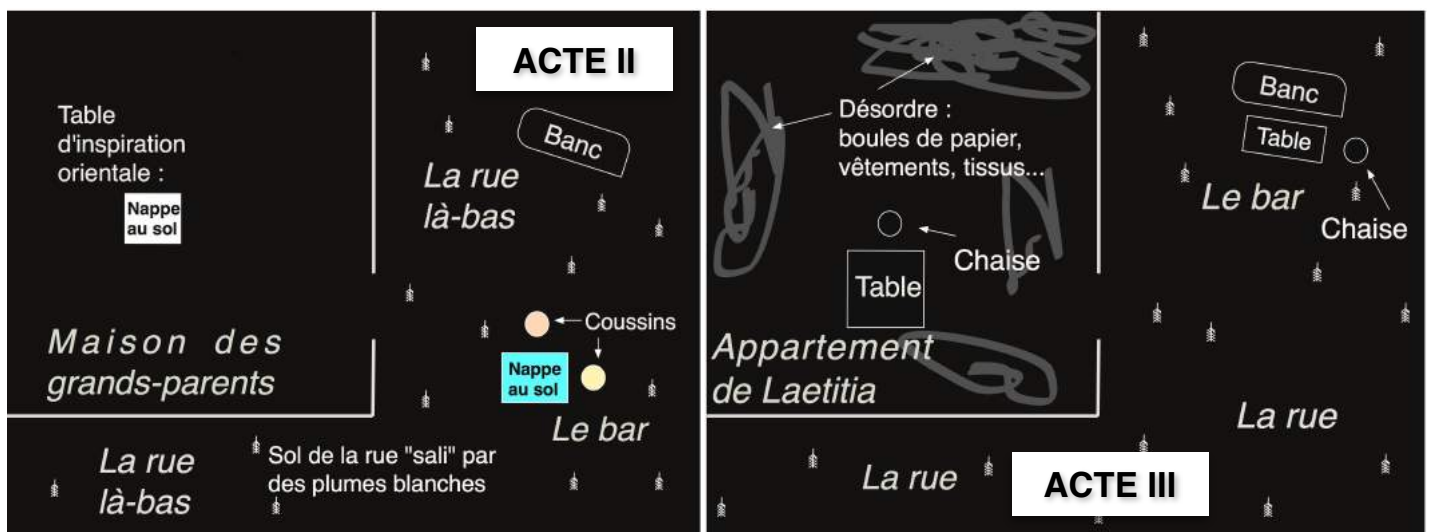 ACTE II
Table
d'inspiration
orientale :
Nappe
au sol
Banc
La rue
là-bas
Coussins
Nappe
au sol
Maison des
grands-parents
Le bar
La rue
là-bas
Sol de la rue "sali" par
des plumes blanches
Désordre :
boules de papier,
vêtements, tissus...
Chaise
Table
Appartement
de Laetitia
Banc
Table
Le bar
Chaise
La rue
La rue
ACTE III